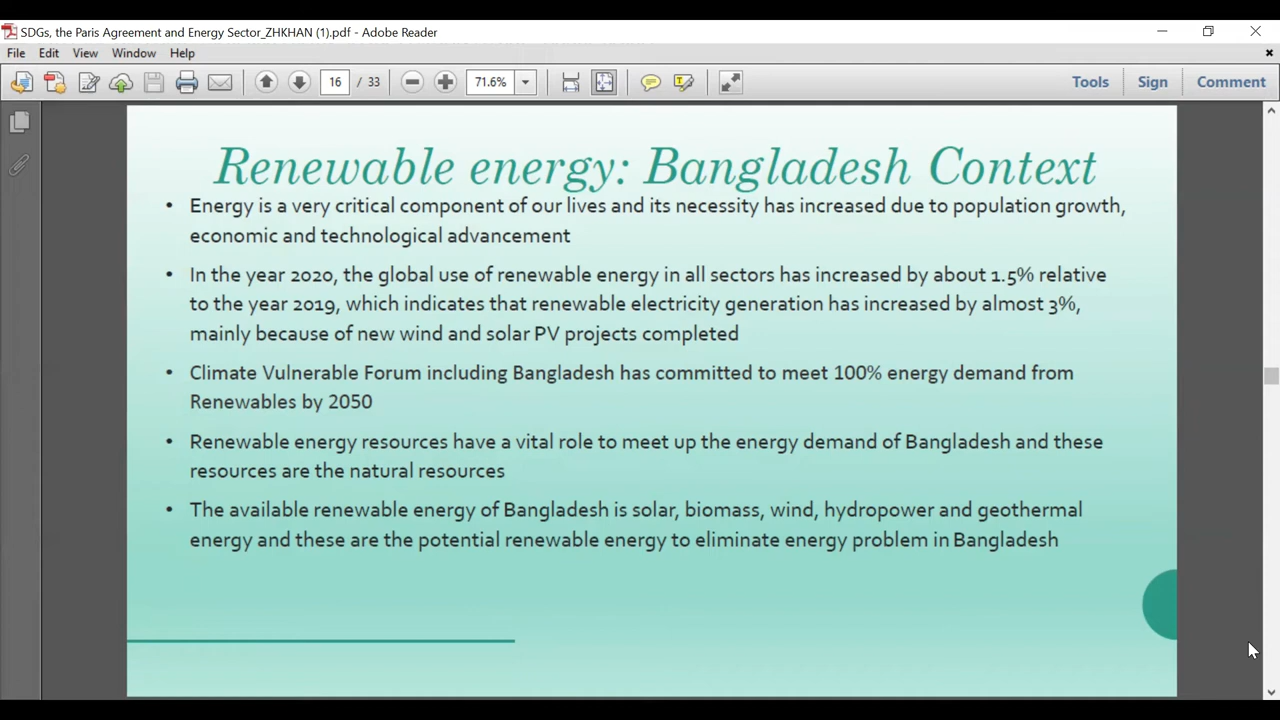 SDGs, the Paris Agreement and Energy Sector_ZHKHAN (1).pdf - Adobe Reader
File Edit View Window Help
16 / 33 71.6% Tools Sign Comment
Renewable energy: Bangladesh Context
• Energy is a very critical component of our lives and its necessity has increased due to population growth,
economic and technological advancement
• In the year 2020, the global use of renewable energy in all sectors has increased by about 1.5% relative
to the year 2019, which indicates that renewable electricity generation has increased by almost 3%,
mainly because of new wind and solar PV projects completed
• Climate Vulnerable Forum including Bangladesh has committed to meet 100% energy demand from
Renewables by 2050
• Renewable energy resources have a vital role to meet up the energy demand of Bangladesh and these
resources are the natural resources
• The available renewable energy of Bangladesh is solar, biomass, wind, hydropower and geothermal
energy and these are the potential renewable energy to eliminate energy problem in Bangladesh